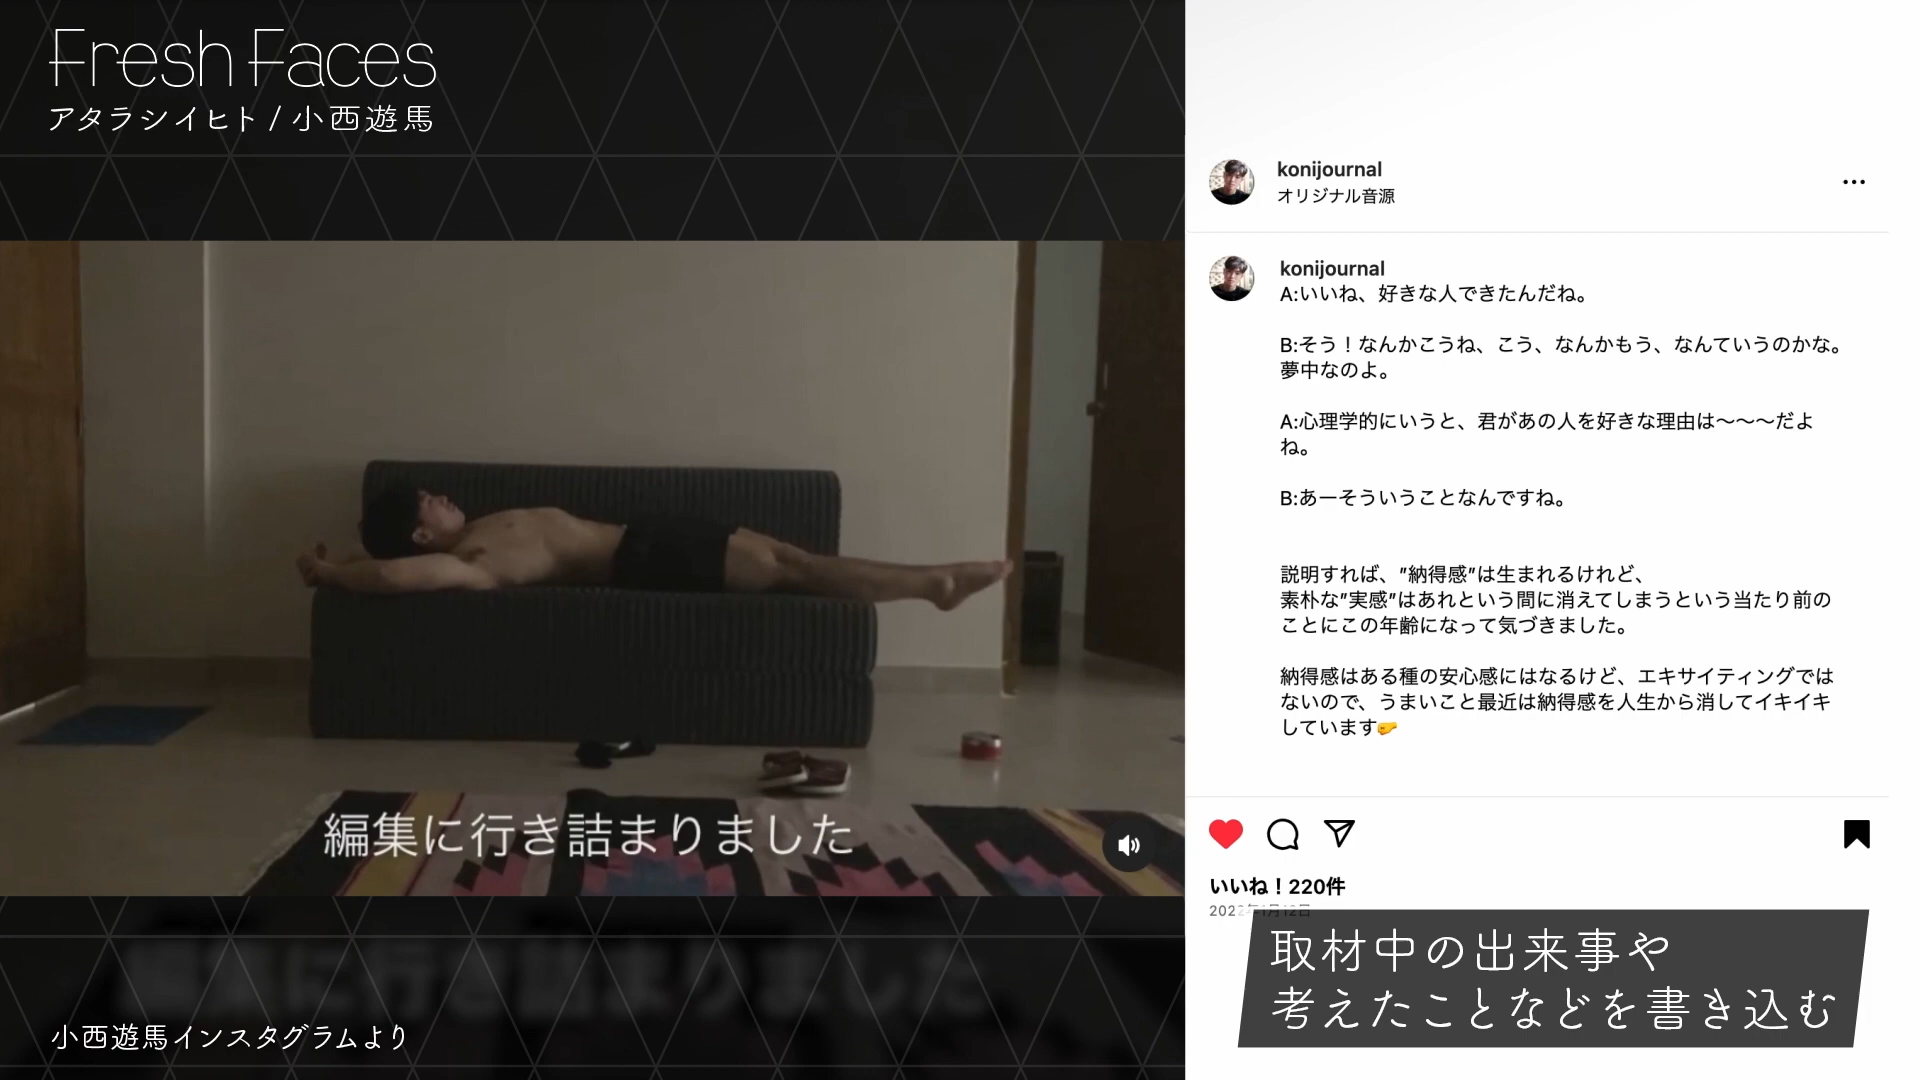 Fresh Faces
アタラシイヒト / 小西遊馬
編集に行き詰まりました
小西遊馬インスタグラムより
konijournal
オリジナル音源
konijournal
A:いいね、好きな人できたんだね。
B:そう！なんかこうね、こう、なんかもう、なんていうのかな。
夢中なのよ。
A:心理学的にいうと、君があの人を好きな理由は〜〜〜だよ
ね。
B:あーそういうことなんですね。
説明すれば、”納得感”は生まれるけれど、
素朴な”実感”はあれという間に消えてしまうという当たり前の
ことにこの年齢になって気づきました。
納得感はある種の安心感にはなるけど、エキサイティングでは
ないので、うまいこと最近は納得感を人生から消してイキイキ
しています🤛
いいね！220件
2022年1月12日
取材中の出来事や
考えたことなどを書き込む